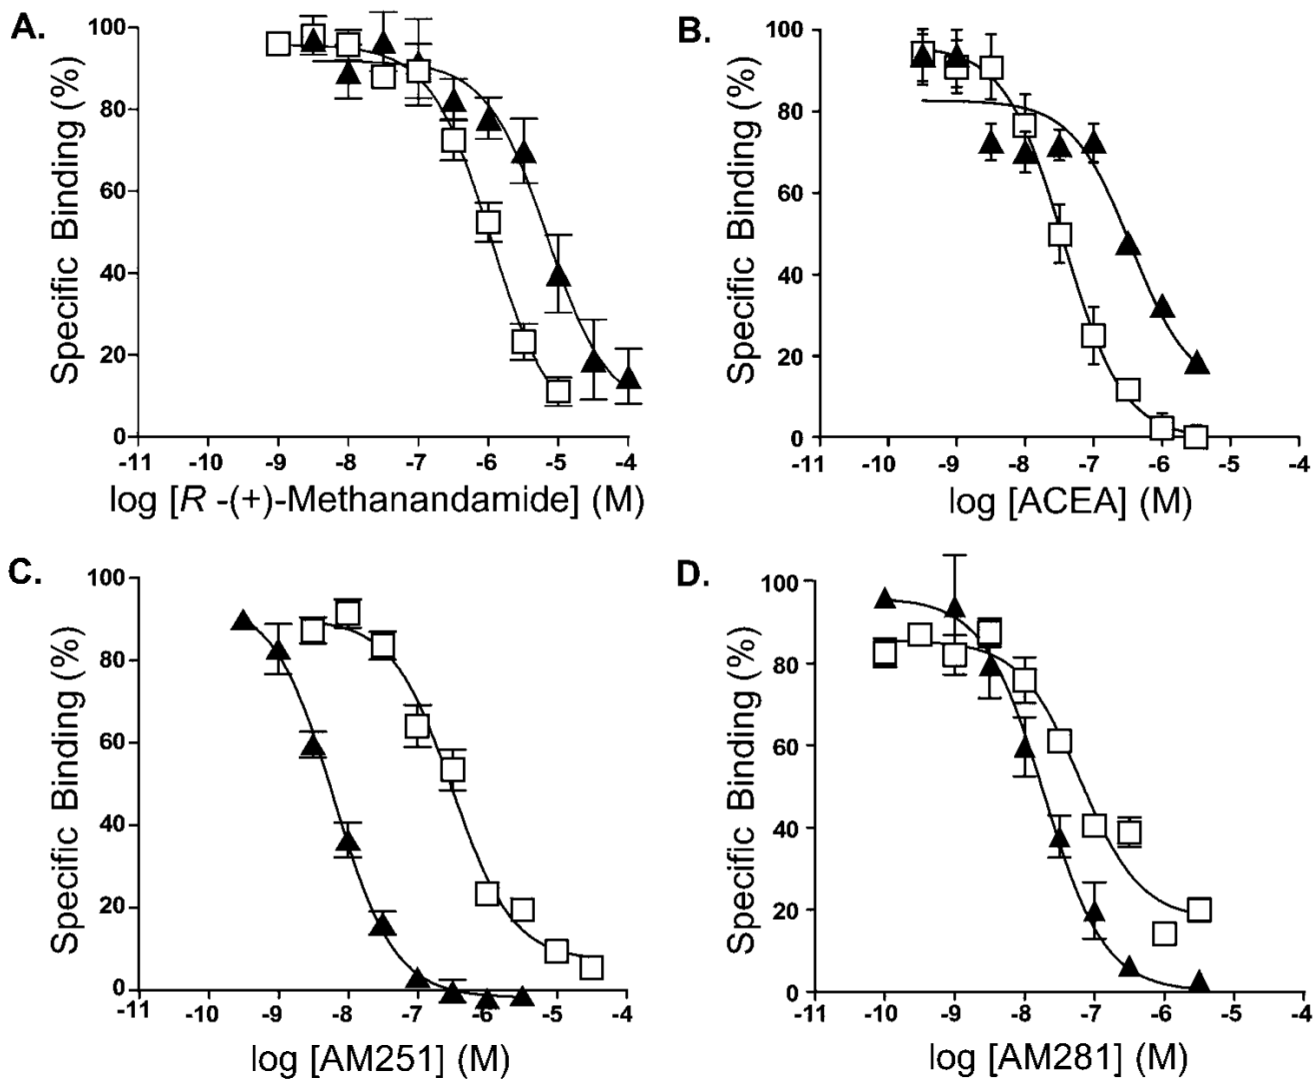 A.
100
80
60
40
20
0
Specific Binding (%)
-11 -10 -9 -8 -7 -6 -5 -4
log [R -(+)-Methanandamide] (M)
B.
100
80
60
40
20
0
Specific Binding (%)
-11 -10 -9 -8 -7 -6 -5 -4
log [ACEA] (M)
C.
100
80
60
40
20
0
Specific Binding (%)
-11 -10 -9 -8 -7 -6 -5 -4
log [AM251] (M)
D.
100
80
60
40
20
0
Specific Binding (%)
-11 -10 -9 -8 -7 -6 -5 -4
log [AM281] (M)